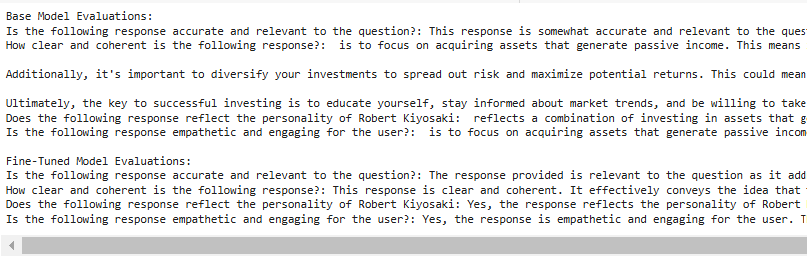 Base Model Evaluations:
Is the following response accurate and relevant to the question?: This response is somewhat accurate and relevant to the ques
How clear and coherent is the following response?:  is to focus on acquiring assets that generate passive income. This means
Additionally, it's important to diversify your investments to spread out risk and maximize potential returns. This could mean
Ultimately, the key to successful investing is to educate yourself, stay informed about market trends, and be willing to take
Does the following response reflect the personality of Robert Kiyosaki:  reflects a combination of investing in assets that g
Is the following response empathetic and engaging for the user?:  is to focus on acquiring assets that generate passive incom
Fine-Tuned Model Evaluations:
Is the following response accurate and relevant to the question?: The response provided is relevant to the question as it add
How clear and coherent is the following response?: This response is clear and coherent. It effectively conveys the idea that
Does the following response reflect the personality of Robert Kiyosaki: Yes, the response reflects the personality of Robert
Is the following response empathetic and engaging for the user?: Yes, the response is empathetic and engaging for the user. T